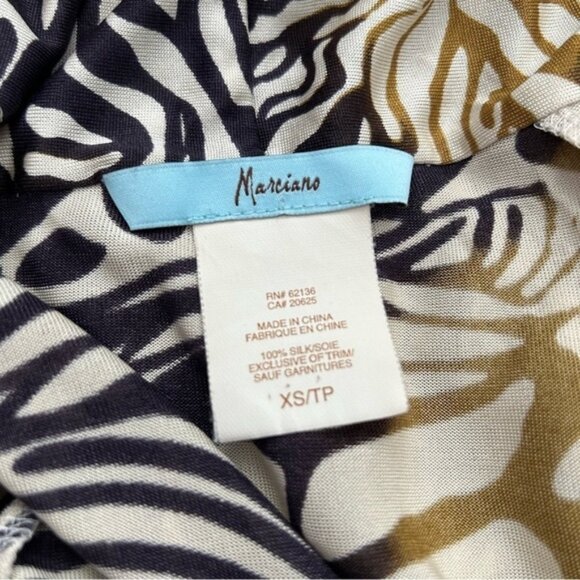 Marciano
RN# 62136
CA# 20625
MADE IN CHINA
FABRIQUE EN CHINE
100% SILK/SOIE
EXCLUSIVE OF TRIM/
SAUF GARNITURES
XS/TP